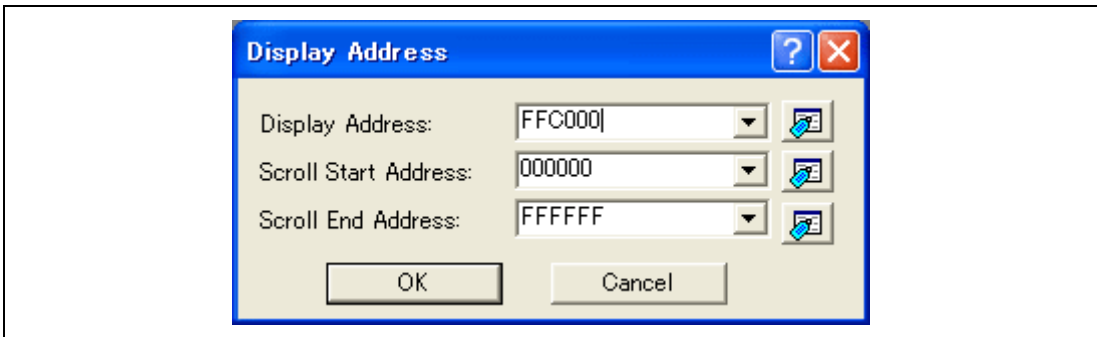 Display Address
Display Address: FFC000
Scroll Start Address: 000000
Scroll End Address: FFFFFF
OK Cancel